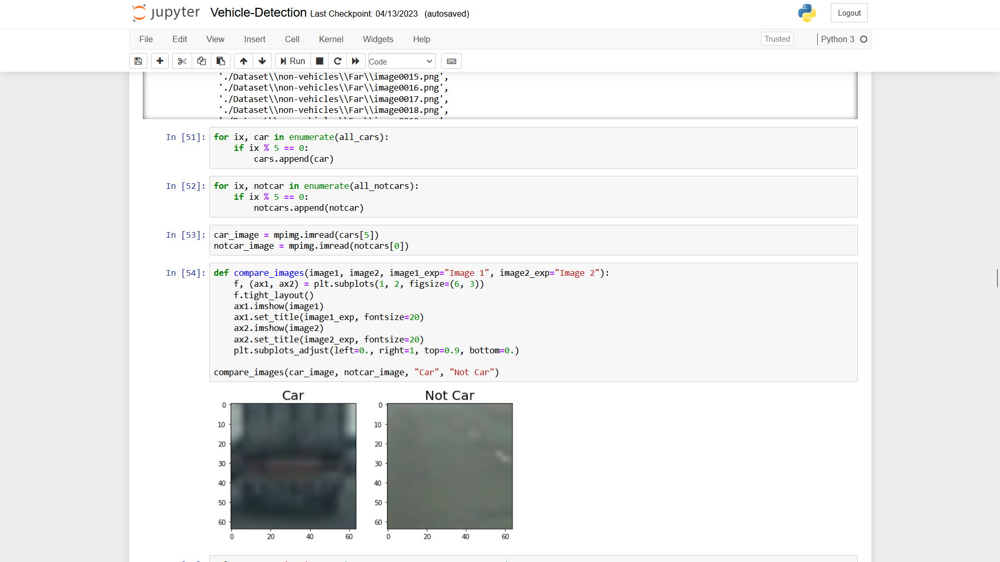 jupyter Vehicle-Detection Last Checkpoint: 04/13/2023 (autosaved) Logout
File Edit View Insert Cell Kernel Widgets Help Trusted Python 3
Run Code
'./Dataset\\non-vehicles\\Far\\image0015.png',
'./Dataset\\non-vehicles\\Far\\image0016.png',
'./Dataset\\non-vehicles\\Far\\image0017.png',
'./Dataset\\non-vehicles\\Far\\image0018.png',
In [51]: for ix, car in enumerate(all_cars):
    if ix % 5 == 0:
        cars.append(car)
In [52]: for ix, notcar in enumerate(all_notcars):
    if ix % 5 == 0:
        notcars.append(notcar)
In [53]: car_image = mpimg.imread(cars[5])
notcar_image = mpimg.imread(notcars[0])
In [54]: def compare_images(image1, image2, image1_exp="Image 1", image2_exp="Image 2"):
    f, (ax1, ax2) = plt.subplots(1, 2, figsize=(6, 3))
    f.tight_layout()
    ax1.imshow(image1)
    ax1.set_title(image1_exp, fontsize=20)
    ax2.imshow(image2)
    ax2.set_title(image2_exp, fontsize=20)
    plt.subplots_adjust(left=0., right=1, top=0.9, bottom=0.)
compare_images(car_image, notcar_image, "Car", "Not Car")
Car Not Car
0 0
10 10
20 20
30 30
40 40
50 50
60 60
0 20 40 60 0 20 40 60